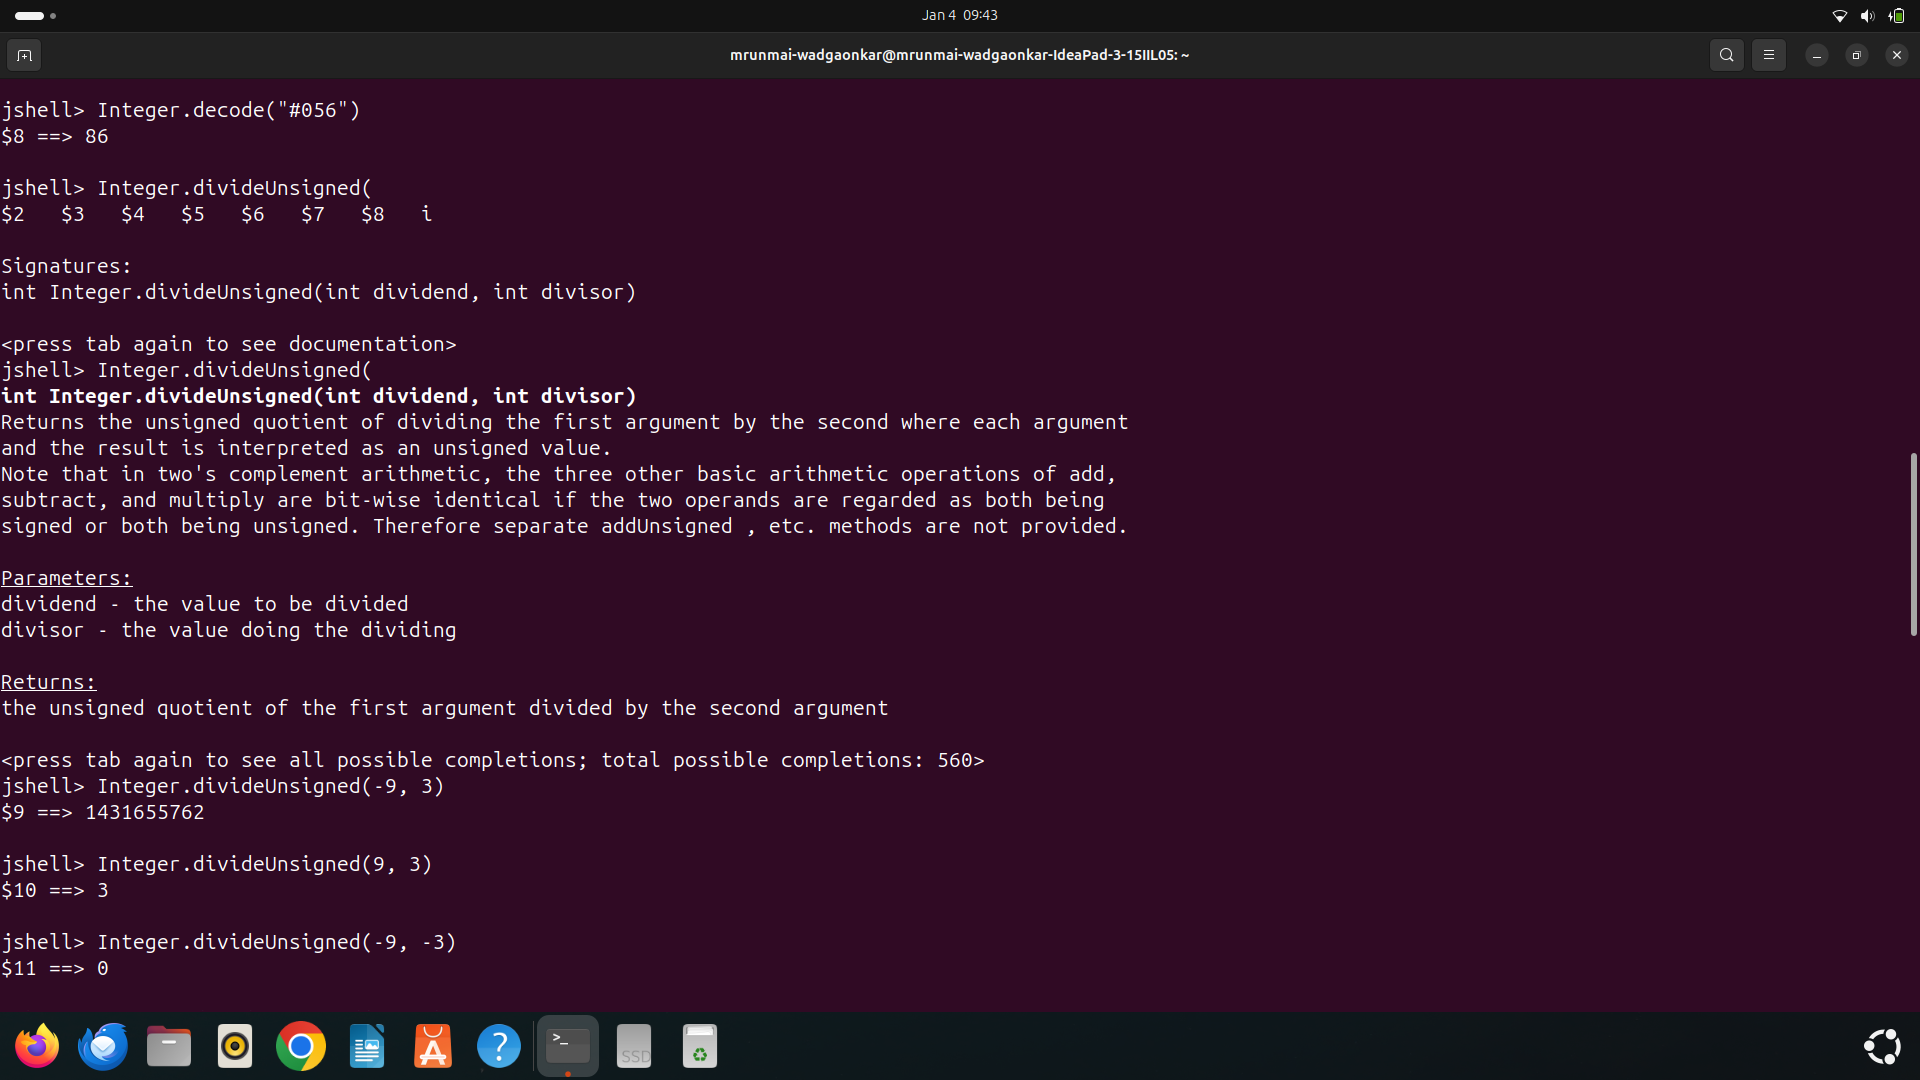 Jan 4 09:43
mrunmai-wadgaonkar@mrunmai-wadgaonkar-IdeaPad-3-15IIL05: ~
jshell> Integer.decode("#056")
$8 ==> 86
jshell> Integer.divideUnsigned(
$2 $3 $4 $5 $6 $7 $8 i
Signatures:
int Integer.divideUnsigned(int dividend, int divisor)
<press tab again to see documentation>
jshell> Integer.divideUnsigned(
int Integer.divideUnsigned(int dividend, int divisor)
Returns the unsigned quotient of dividing the first argument by the second where each argument
and the result is interpreted as an unsigned value.
Note that in two's complement arithmetic, the three other basic arithmetic operations of add,
subtract, and multiply are bit-wise identical if the two operands are regarded as both being
signed or both being unsigned. Therefore separate addUnsigned , etc. methods are not provided.
Parameters:
dividend - the value to be divided
divisor - the value doing the dividing
Returns:
the unsigned quotient of the first argument divided by the second argument
<press tab again to see all possible completions; total possible completions: 560>
jshell> Integer.divideUnsigned(-9, 3)
$9 ==> 1431655762
jshell> Integer.divideUnsigned(9, 3)
$10 ==> 3
jshell> Integer.divideUnsigned(-9, -3)
$11 ==> 0
SSD